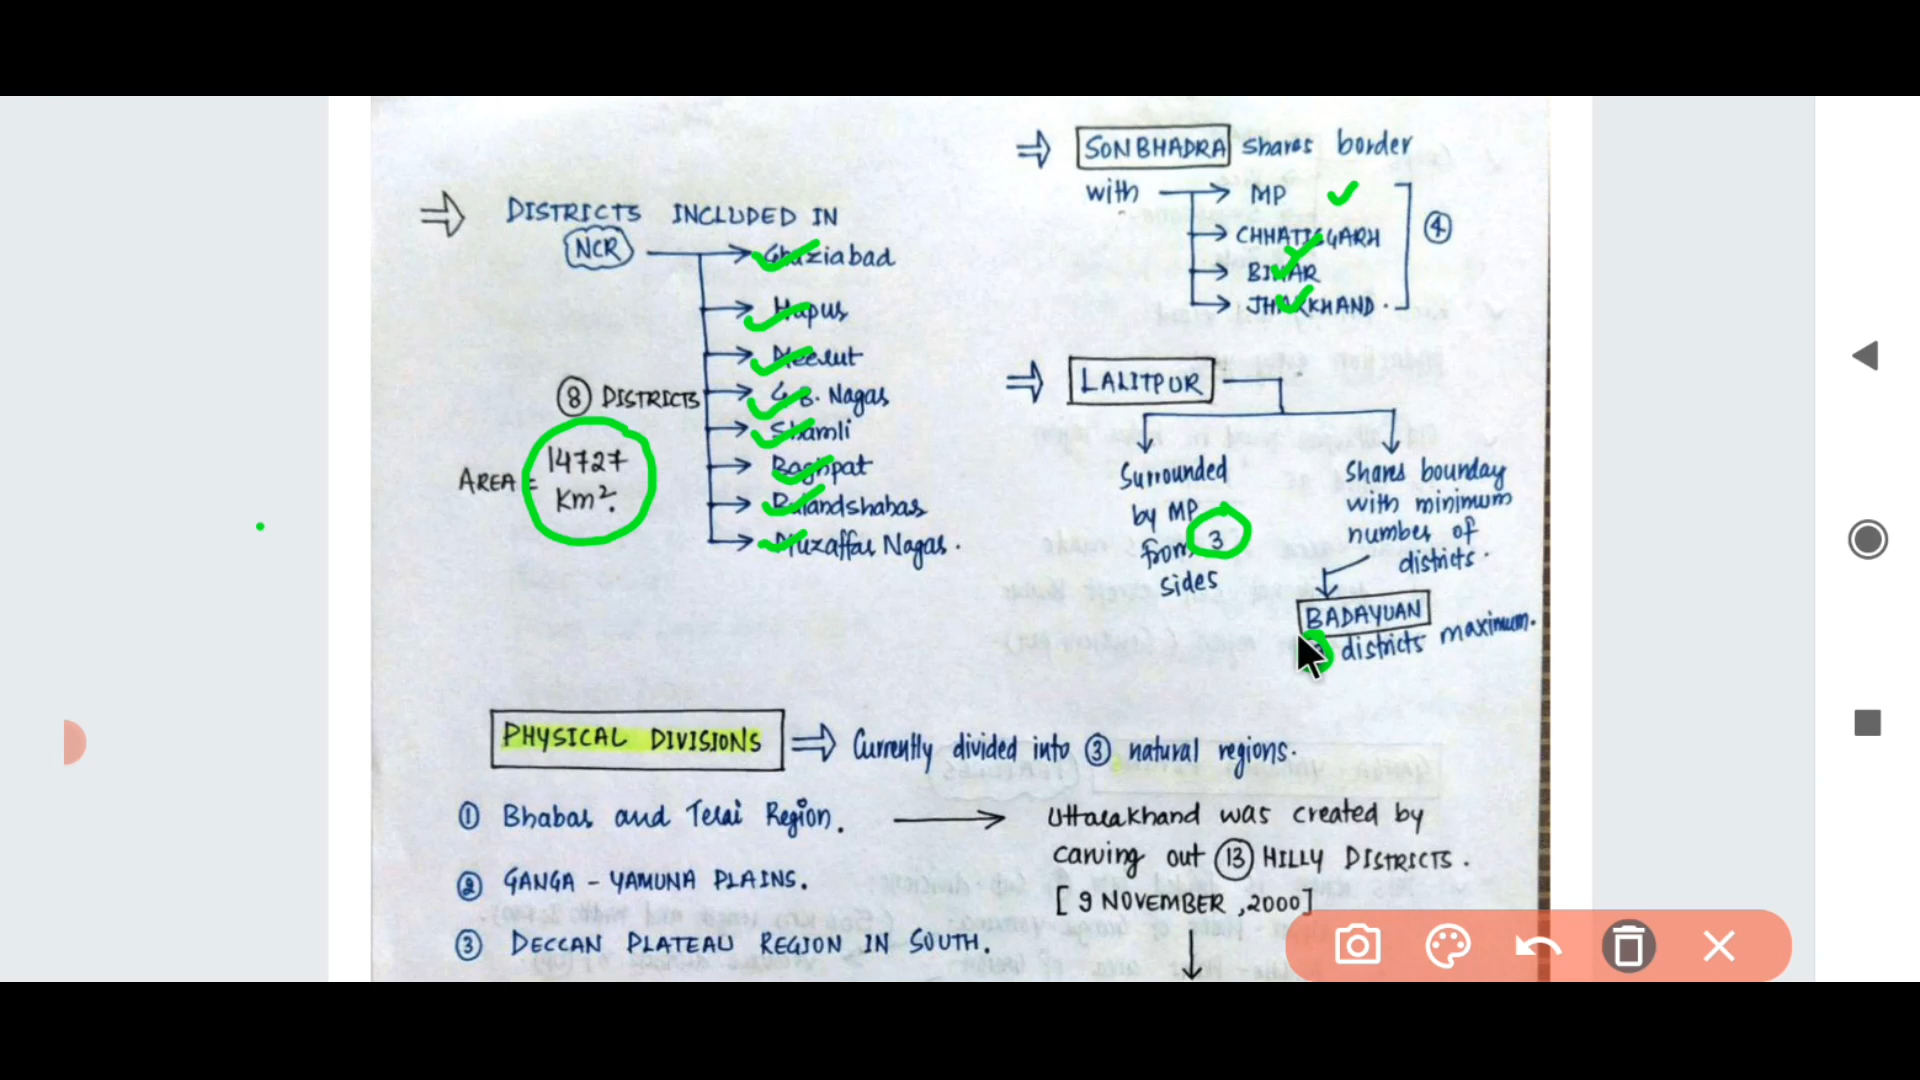 ⇒ DISTRICTS INCLUDED IN
NCR → Ghaziabad
→ Hapur
→ Meerut
→ G.B. Nagar
→ Shamli
→ Baghpat
→ Bulandshahar
→ Muzaffar Nagar.
⑧ DISTRICTS
AREA = 14727
Km².
⇒ SONBHADRA Shares border
with → MP
→ CHHATISGARH
→ BIHAR
→ JHARKHAND.
④
⇒ LALITPUR
Surrounded
by MP
from 3
sides
Shares bounday
with minimum
number of
districts.
BADAYUAN
districts maximum.
PHYSICAL DIVISIONS ⇒ Currently divided into ③ natural regions.
① Bhabar and Terai Region. → Uttarakhand was created by
carving out ⑬ HILLY DISTRICTS.
[ 9 NOVEMBER ,2000]
② GANGA - YAMUNA PLAINS.
③ DECCAN PLATEAU REGION IN SOUTH.